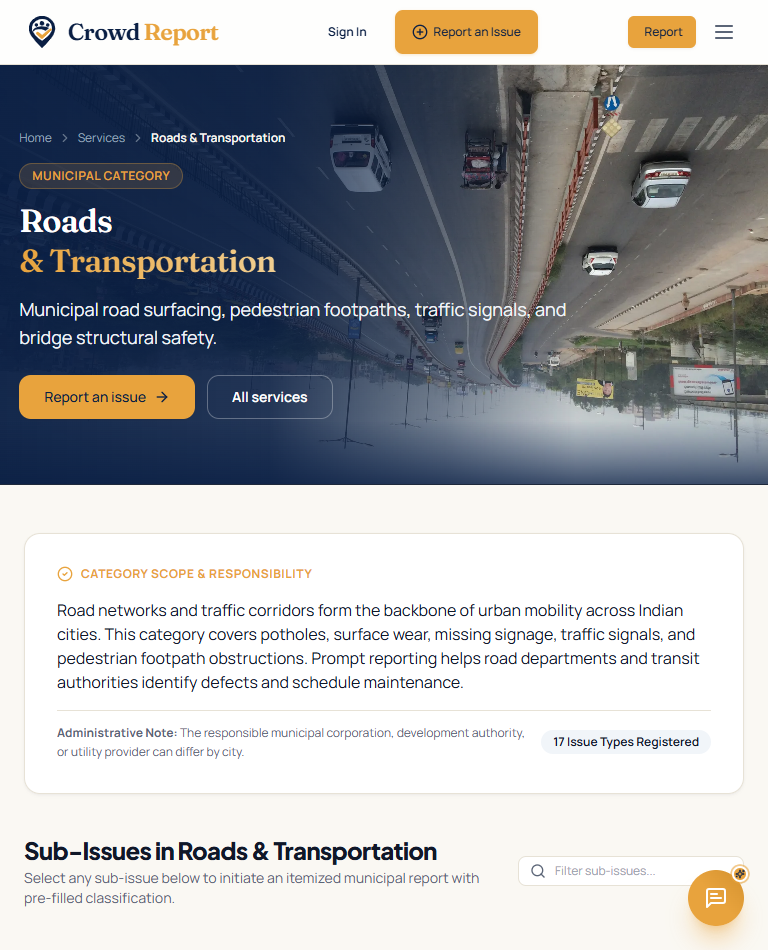 Crowd Report
Sign In
Report an Issue
Report
Home > Services > Roads & Transportation
MUNICIPAL CATEGORY
Roads
& Transportation
Municipal road surfacing, pedestrian footpaths, traffic signals, and
bridge structural safety.
Report an issue →
All services
CATEGORY SCOPE & RESPONSIBILITY
Road networks and traffic corridors form the backbone of urban mobility across Indian
cities. This category covers potholes, surface wear, missing signage, traffic signals, and
pedestrian footpath obstructions. Prompt reporting helps road departments and transit
authorities identify defects and schedule maintenance.
Administrative Note: The responsible municipal corporation, development authority,
or utility provider can differ by city.
17 Issue Types Registered
Sub-Issues in Roads & Transportation
Select any sub-issue below to initiate an itemized municipal report with
pre-filled classification.
Filter sub-issues...